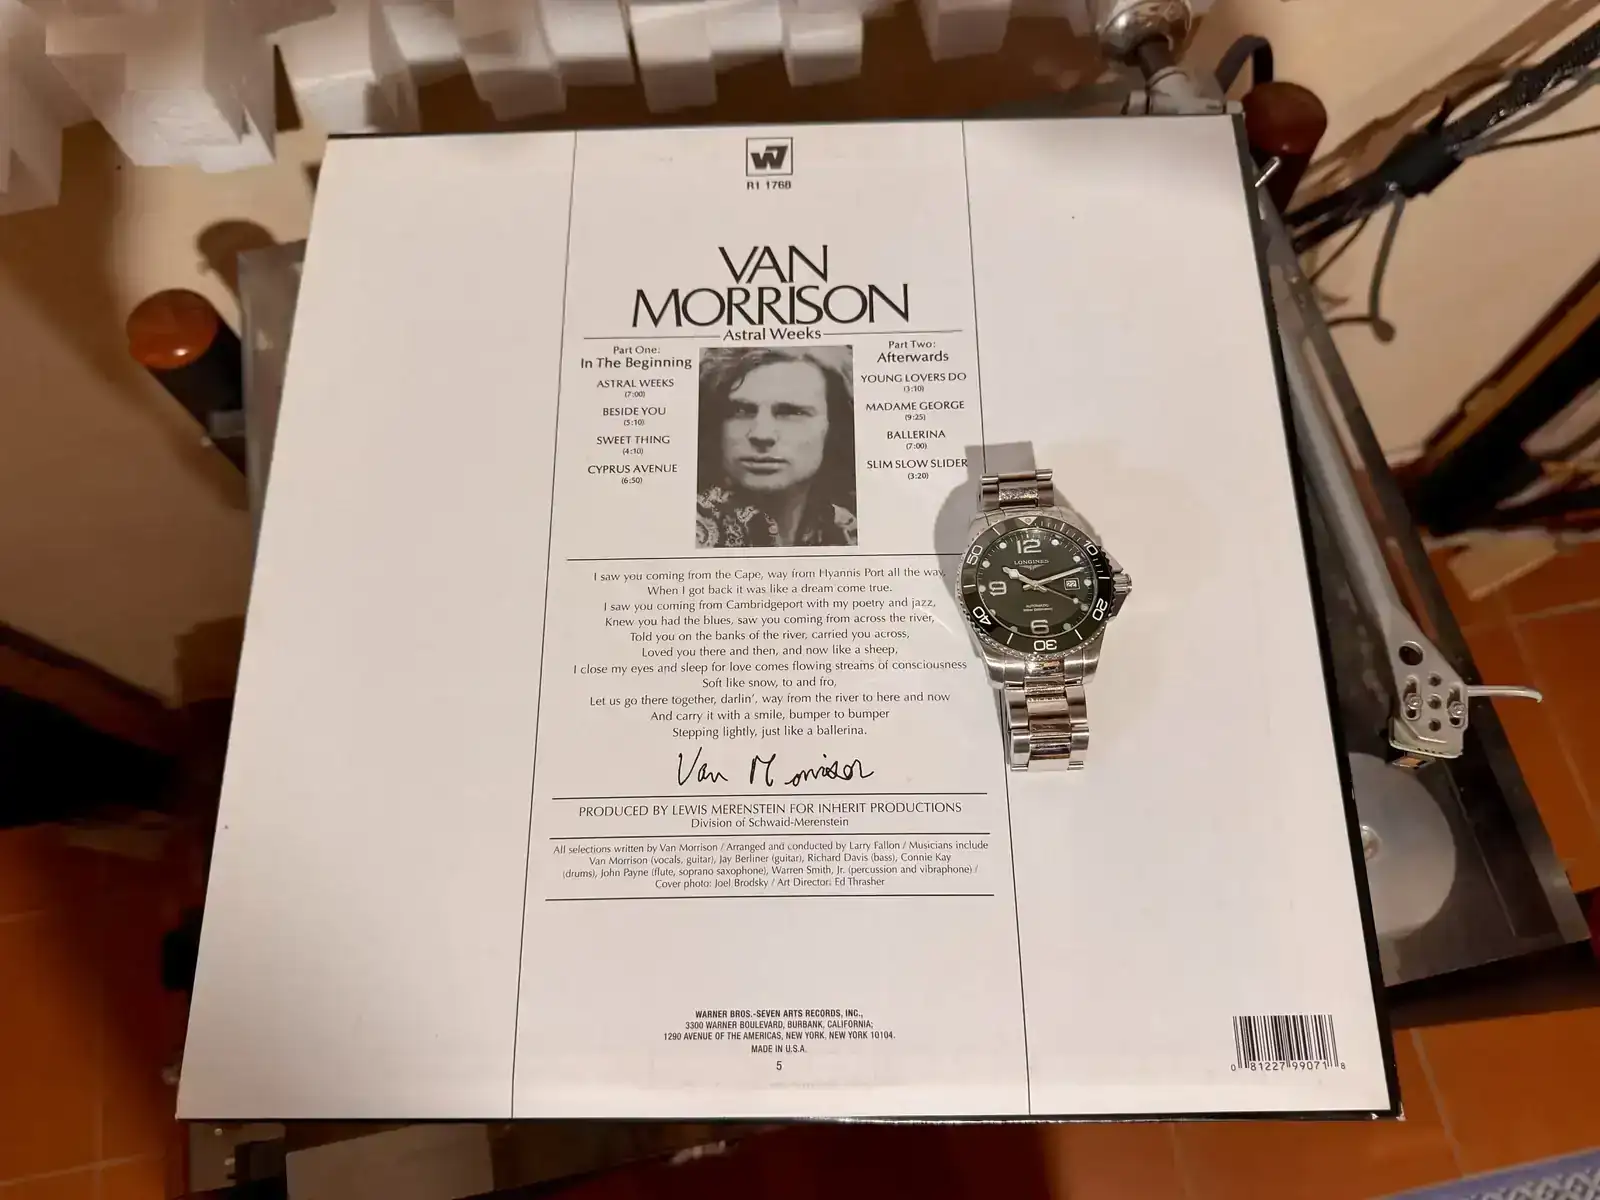 W
R1 1768
VAN
MORRISON
Astral Weeks
Part One:
In The Beginning
ASTRAL WEEKS
(7:00)
BESIDE YOU
(5:10)
SWEET THING
(4:10)
CYPRUS AVENUE
(6:50)
Part Two:
Afterwards
YOUNG LOVERS DO
(3:10)
MADAME GEORGE
(9:25)
BALLERINA
(7:00)
SLIM SLOW SLIDER
(3:20)
I saw you coming from the Cape, way from Hyannis Port all the way,
When I got back it was like a dream come true.
I saw you coming from Cambridgeport with my poetry and jazz,
Knew you had the blues, saw you coming from across the river,
Told you on the banks of the river, carried you across,
Loved you there and then, and now like a sheep,
I close my eyes and sleep for love comes flowing streams of consciousness
Soft like snow, to and fro,
Let us go there together, darlin', way from the river to here and now
And carry it with a smile, bumper to bumper
Stepping lightly, just like a ballerina.
Van Morrison
PRODUCED BY LEWIS MERENSTEIN FOR INHERIT PRODUCTIONS
Division of Schwaid-Merenstein
All selections written by Van Morrison / Arranged and conducted by Larry Fallon / Musicians include
Van Morrison (vocals, guitar), Jay Berliner (guitar), Richard Davis (bass), Connie Kay
(drums), John Payne (flute, soprano saxophone), Warren Smith, Jr. (percussion and vibraphone) /
Cover photo: Joel Brodsky / Art Director: Ed Thrasher
WARNER BROS.-SEVEN ARTS RECORDS, INC.,
3300 WARNER BOULEVARD, BURBANK, CALIFORNIA;
1290 AVENUE OF THE AMERICAS, NEW YORK, NEW YORK 10104.
MADE IN U.S.A.
5
0 81227 99071 8
10
20
30
40
50
12
6
9
LONGINES
AUTOMATIC